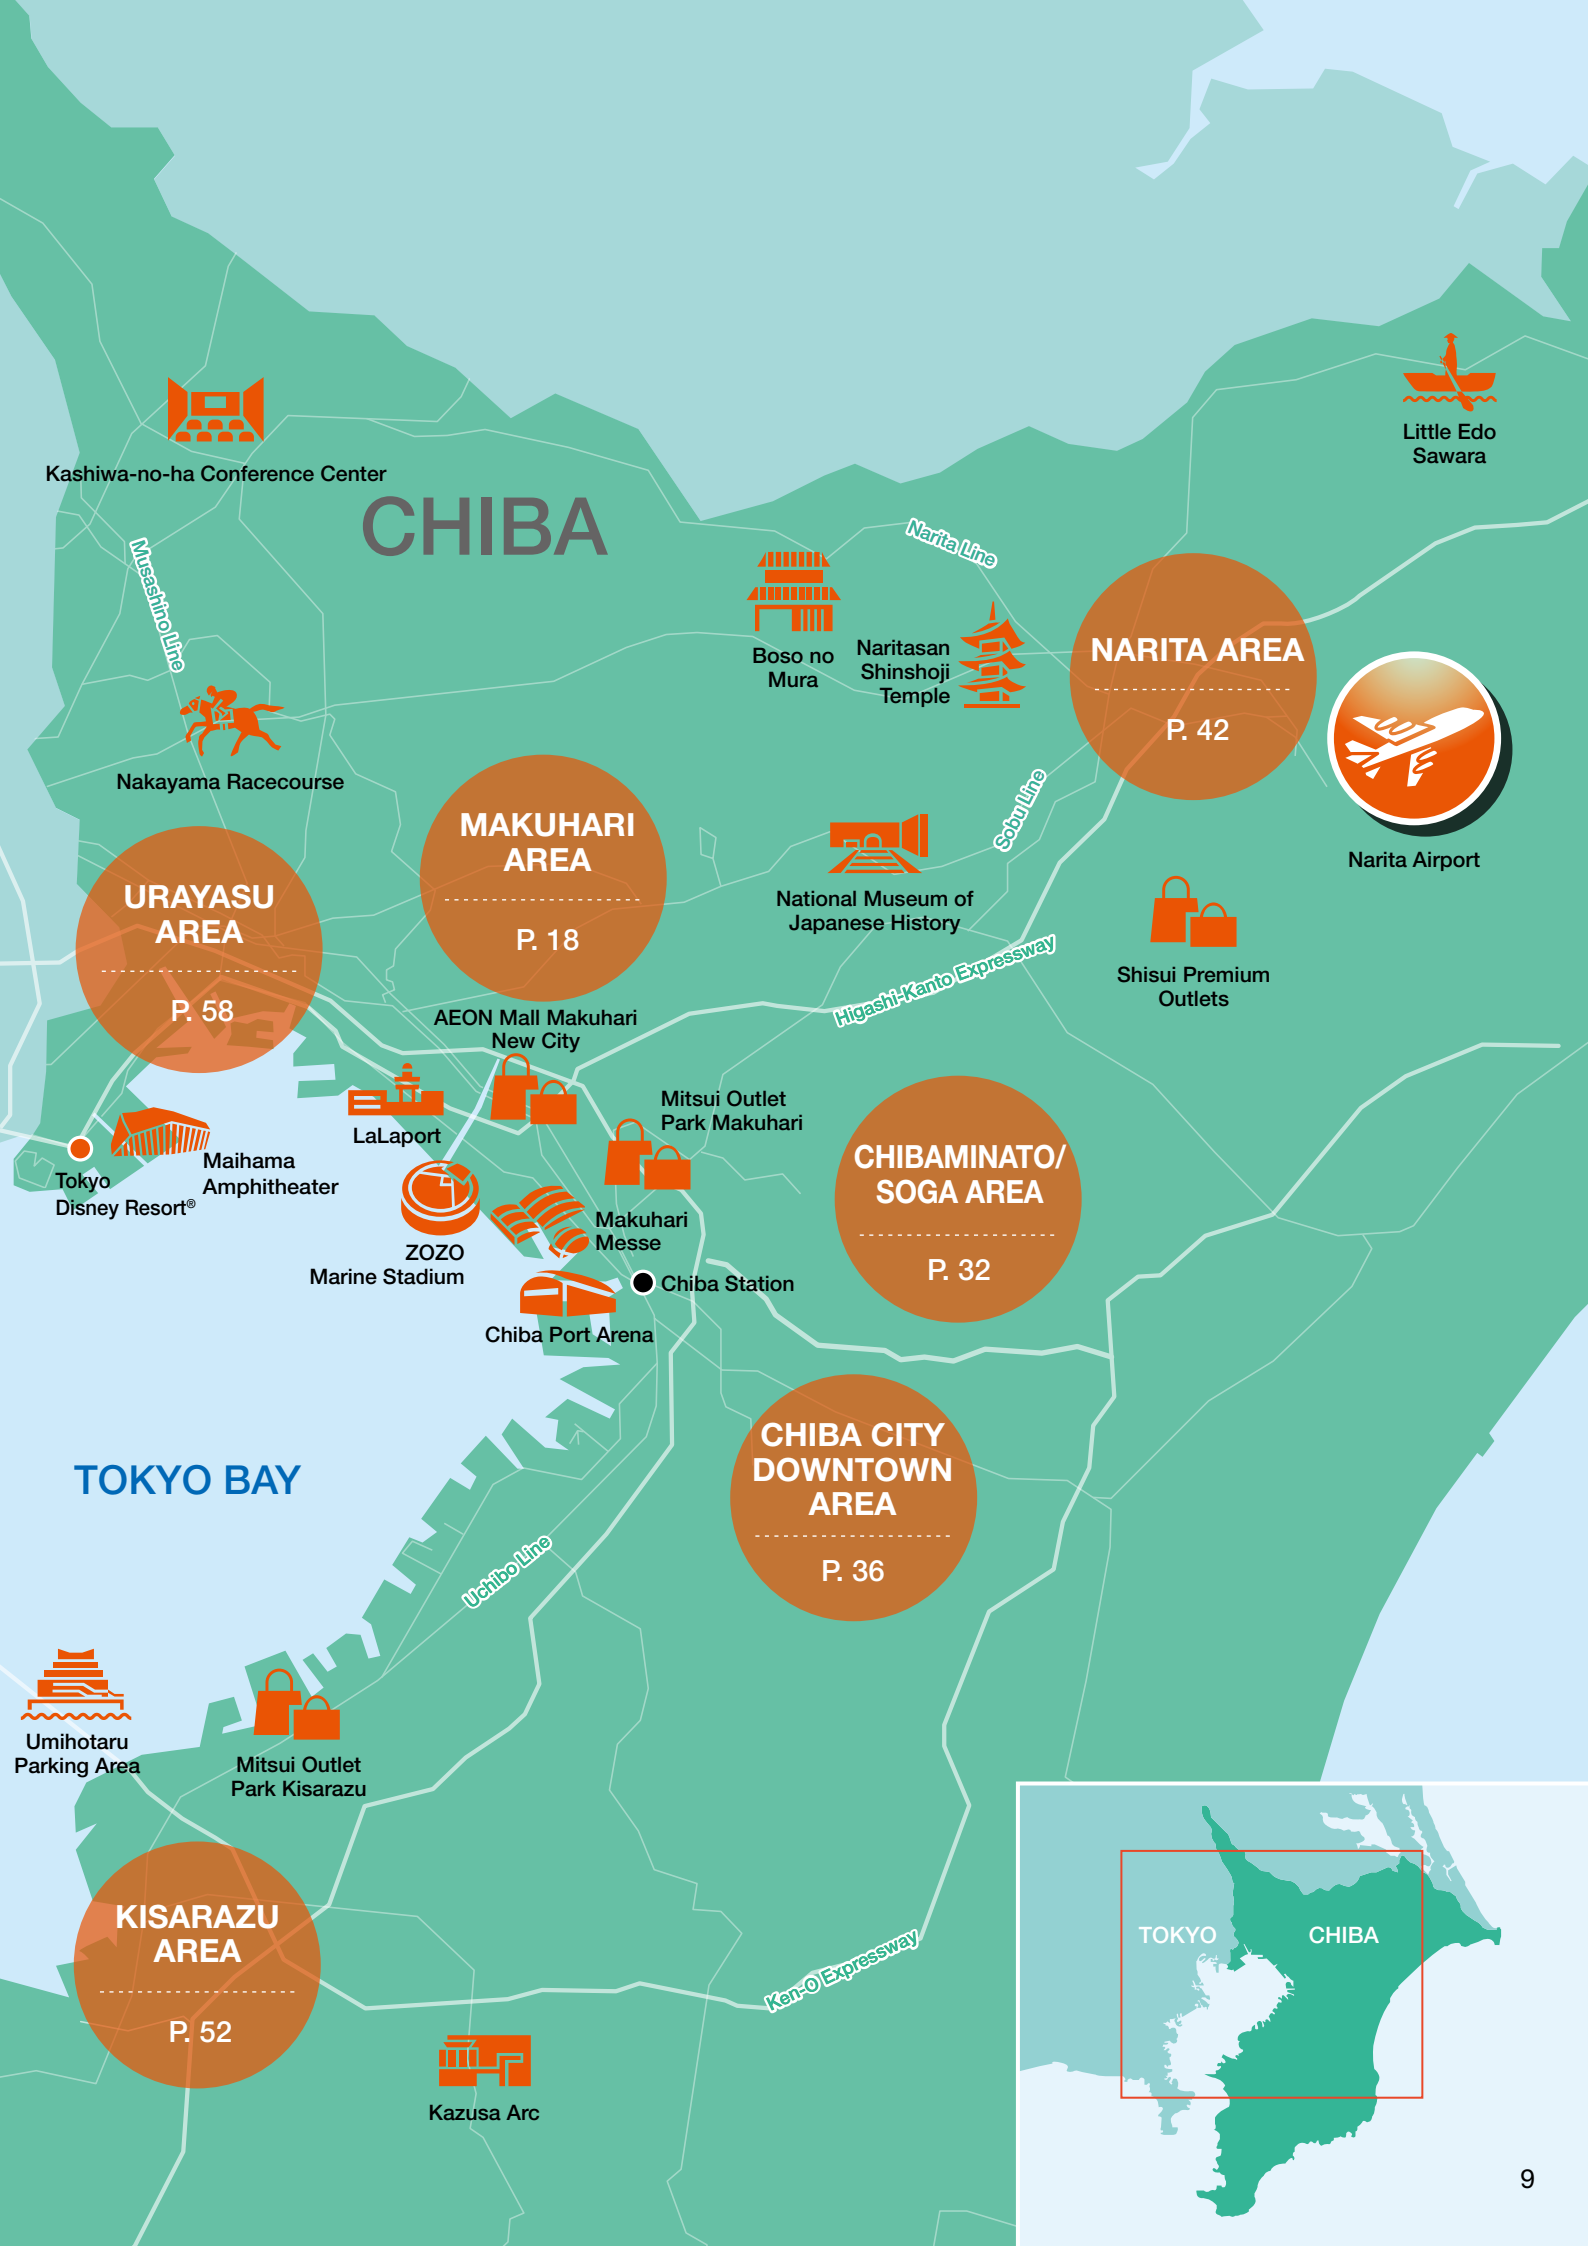 Little Edo
Sawara
Kashiwa-no-ha Conference Center
CHIBA
Narita Line
Musashino Line
Boso no
Mura
Naritasan
Shinshoji
Temple
NARITA AREA
P. 42
Nakayama Racecourse
Narita Airport
MAKUHARI
AREA
P. 18
Sobu Line
URAYASU
AREA
P. 58
National Museum of
Japanese History
Higashi-Kanto Expressway
Shisui Premium
Outlets
AEON Mall Makuhari
New City
Mitsui Outlet
Park Makuhari
LaLaport
Maihama
Amphitheater
Tokyo
Disney Resort®
CHIBAMINATO/
SOGA AREA
P. 32
Makuhari
Messe
ZOZO
Marine Stadium
Chiba Station
Chiba Port Arena
CHIBA CITY
DOWNTOWN
AREA
P. 36
TOKYO BAY
Uchibo Line
Umihotaru
Parking Area
Mitsui Outlet
Park Kisarazu
KISARAZU
AREA
P. 52
Ken-O Expressway
Kazusa Arc
TOKYO
CHIBA
9